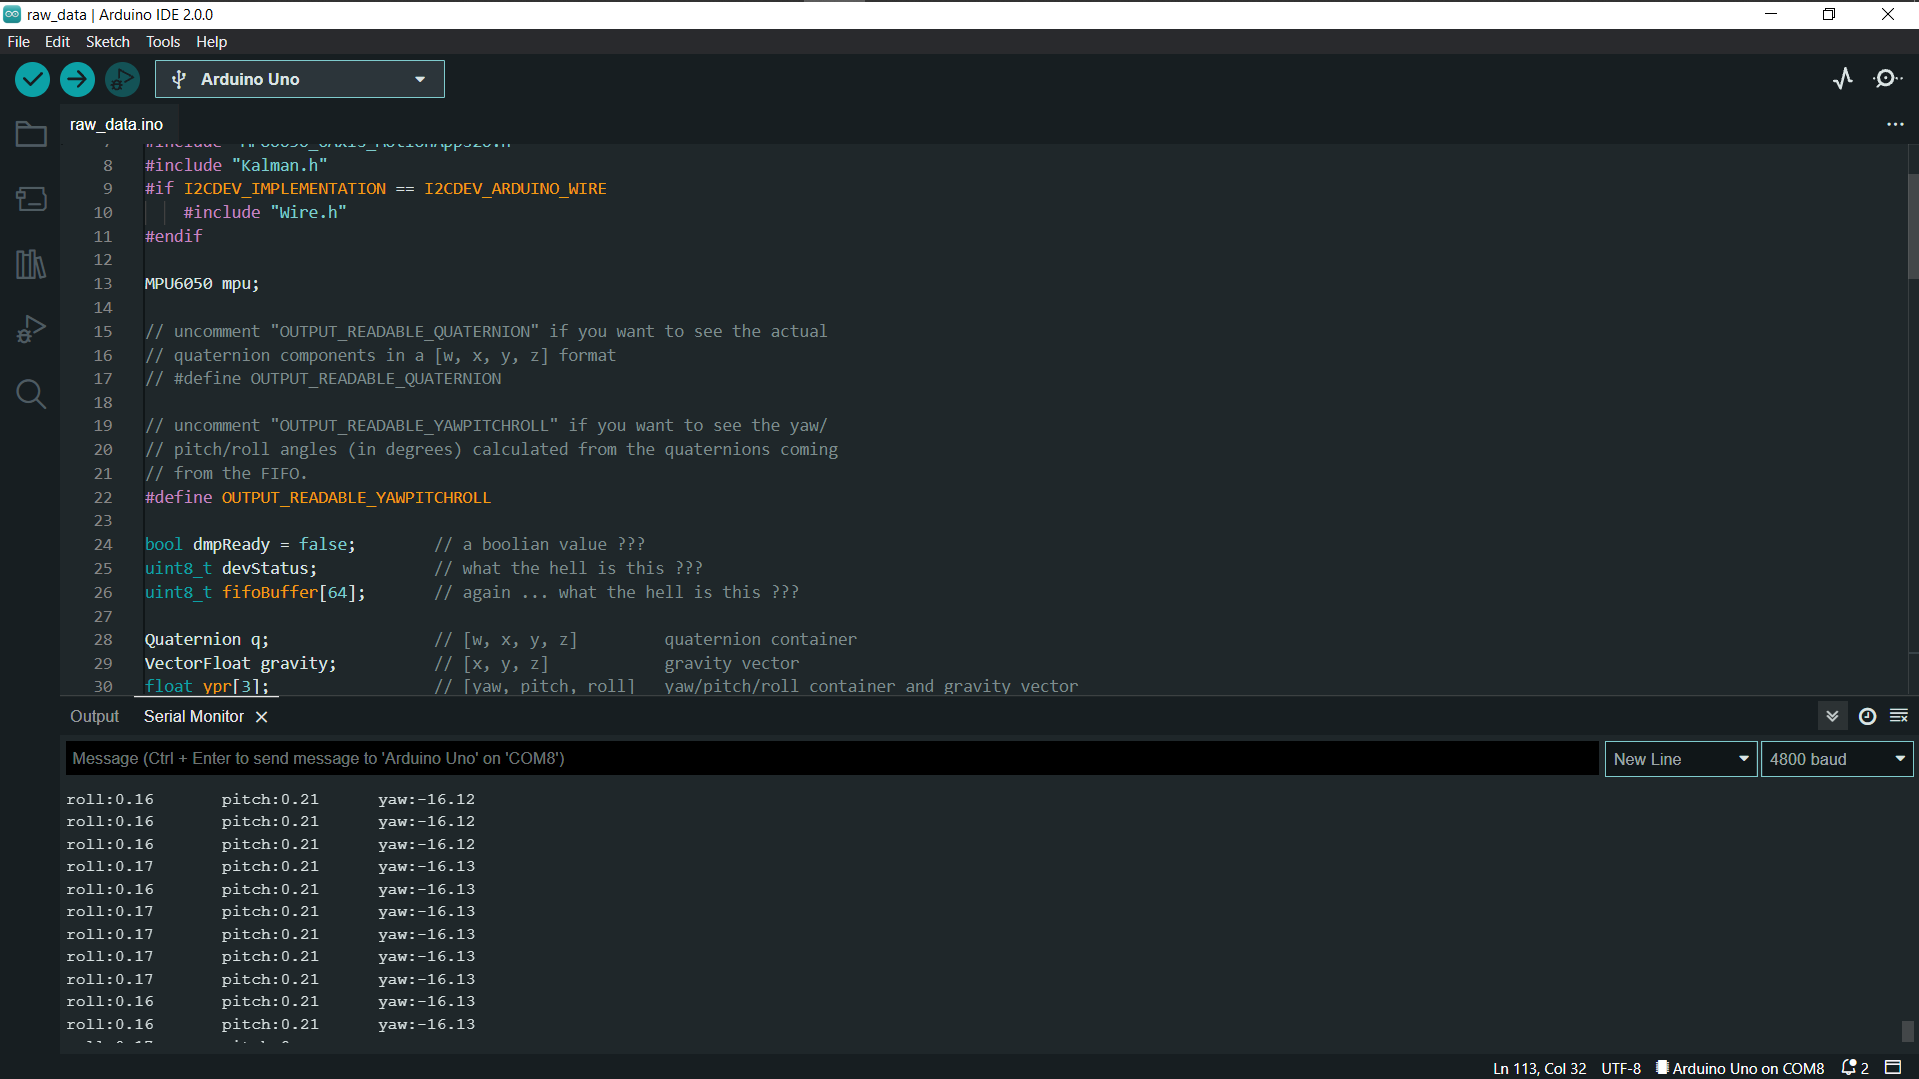 raw_data | Arduino IDE 2.0.0
File Edit Sketch Tools Help
Arduino Uno
raw_data.ino
8 #include "Kalman.h"
9 #if I2CDEV_IMPLEMENTATION == I2CDEV_ARDUINO_WIRE
10 #include "Wire.h"
11 #endif
12
13 MPU6050 mpu;
14
15 // uncomment "OUTPUT_READABLE_QUATERNION" if you want to see the actual
16 // quaternion components in a [w, x, y, z] format
17 // #define OUTPUT_READABLE_QUATERNION
18
19 // uncomment "OUTPUT_READABLE_YAWPITCHROLL" if you want to see the yaw/
20 // pitch/roll angles (in degrees) calculated from the quaternions coming
21 // from the FIFO.
22 #define OUTPUT_READABLE_YAWPITCHROLL
23
24 bool dmpReady = false; // a boolian value ???
25 uint8_t devStatus; // what the hell is this ???
26 uint8_t fifoBuffer[64]; // again ... what the hell is this ???
27
28 Quaternion q; // [w, x, y, z] quaternion container
29 VectorFloat gravity; // [x, y, z] gravity vector
30 float ypr[3]; // [yaw, pitch, roll] yaw/pitch/roll container and gravity vector
Output Serial Monitor
Message (Ctrl + Enter to send message to 'Arduino Uno' on 'COM8')
New Line
4800 baud
roll:0.16 pitch:0.21 yaw:-16.12
roll:0.16 pitch:0.21 yaw:-16.12
roll:0.16 pitch:0.21 yaw:-16.12
roll:0.17 pitch:0.21 yaw:-16.13
roll:0.16 pitch:0.21 yaw:-16.13
roll:0.17 pitch:0.21 yaw:-16.13
roll:0.17 pitch:0.21 yaw:-16.13
roll:0.17 pitch:0.21 yaw:-16.13
roll:0.17 pitch:0.21 yaw:-16.13
roll:0.16 pitch:0.21 yaw:-16.13
roll:0.16 pitch:0.21 yaw:-16.13
Ln 113, Col 32 UTF-8 Arduino Uno on COM8 2